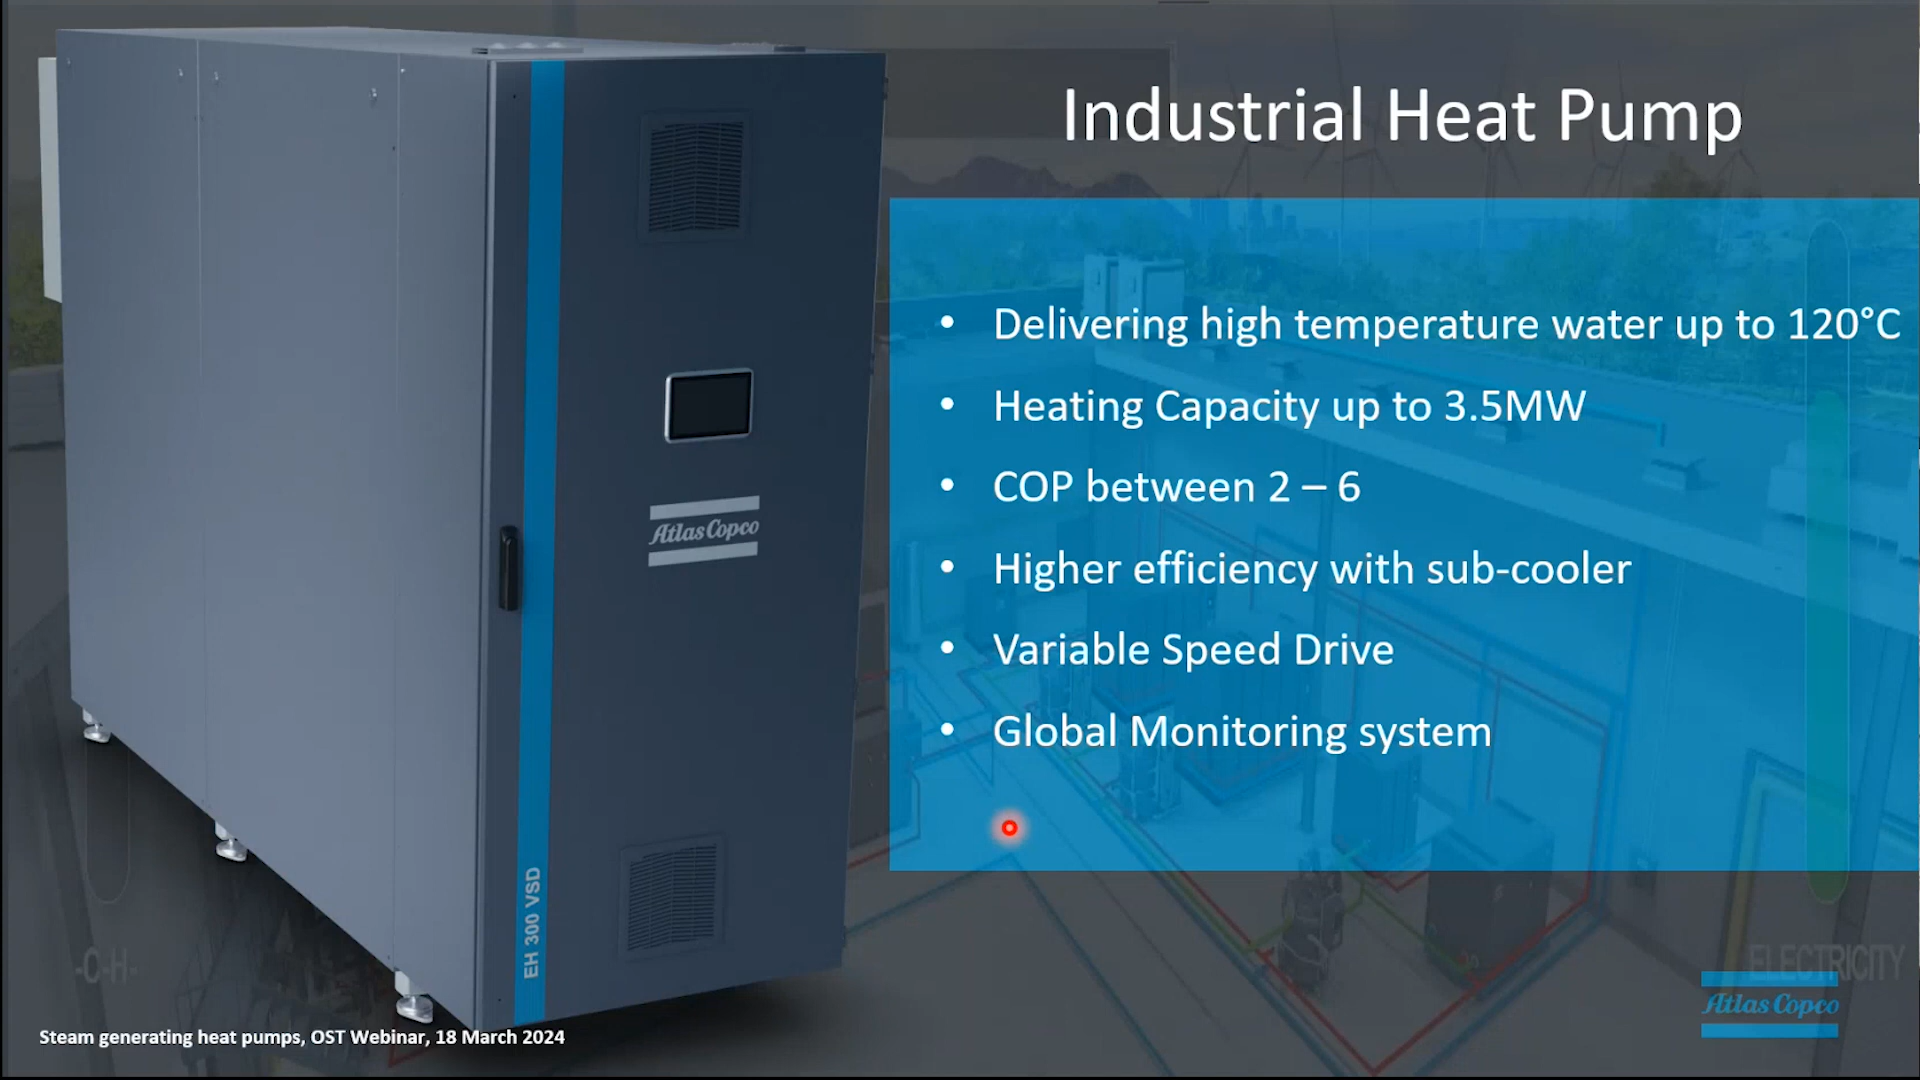 Industrial Heat Pump
• Delivering high temperature water up to 120°C
• Heating Capacity up to 3.5MW
• COP between 2 – 6
• Higher efficiency with sub-cooler
• Variable Speed Drive
• Global Monitoring system
Atlas Copco
EH 300 VSD
-C-H-
ELECTRICITY
Atlas Copco
Steam generating heat pumps, OST Webinar, 18 March 2024